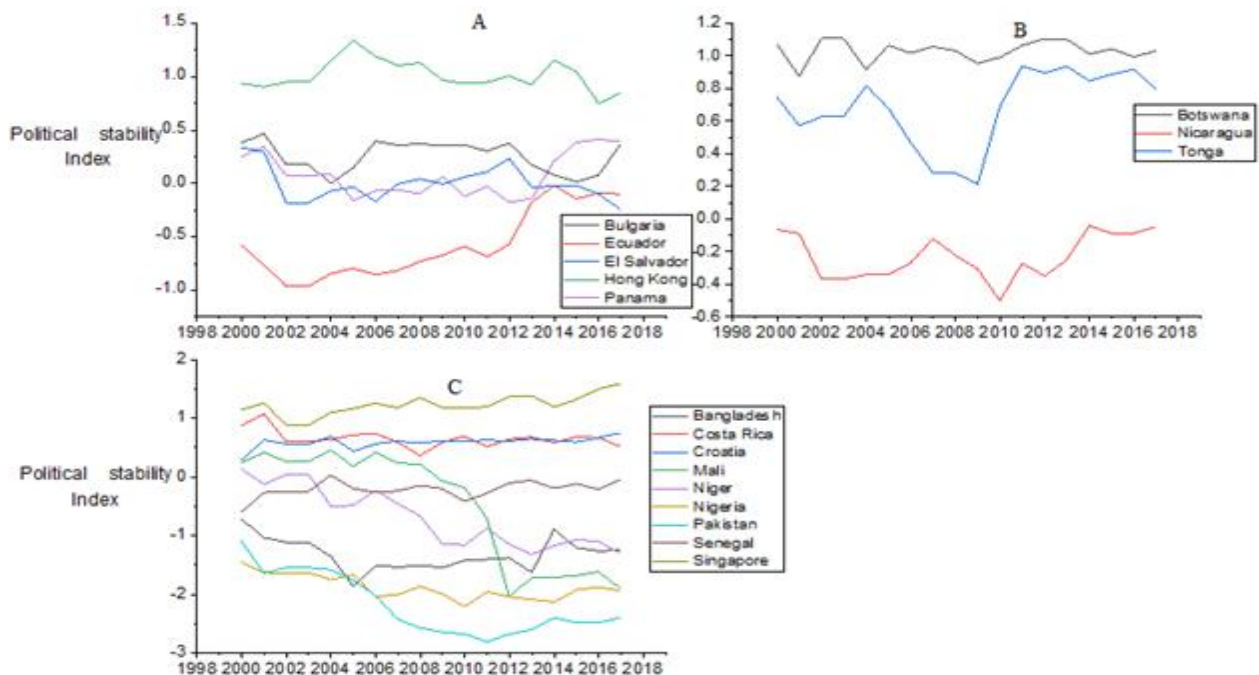 A
1.5
1.0
0.5
0.0
-0.5
-1.0
Political stability
Index
Bulgaria
Ecuador
El Salvador
Hong Kong
Panama
1998 2000 2002 2004 2006 2008 2010 2012 2014 2016 2018
B
1.2
1.0
0.8
0.6
0.4
0.2
0.0
-0.2
-0.4
-0.6
Botswana
Nicaragua
Tonga
1998 2000 2002 2004 2006 2008 2010 2012 2014 2016 2018
C
2
1
0
-1
-2
-3
Political stability
Index
Bangladesh
Costa Rica
Croatia
Mali
Niger
Nigeria
Pakistan
Senegal
Singapore
1998 2000 2002 2004 2006 2008 2010 2012 2014 2016 2018